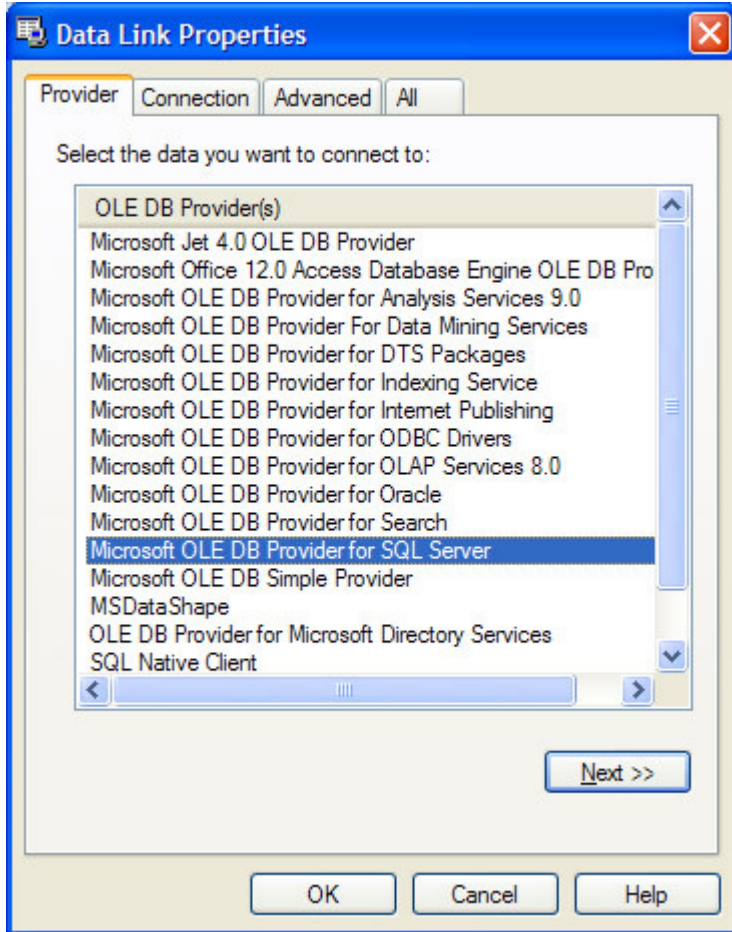 Data Link Properties
Provider Connection Advanced All
Select the data you want to connect to:
OLE DB Provider(s)
Microsoft Jet 4.0 OLE DB Provider
Microsoft Office 12.0 Access Database Engine OLE DB Pro
Microsoft OLE DB Provider for Analysis Services 9.0
Microsoft OLE DB Provider For Data Mining Services
Microsoft OLE DB Provider for DTS Packages
Microsoft OLE DB Provider for Indexing Service
Microsoft OLE DB Provider for Internet Publishing
Microsoft OLE DB Provider for ODBC Drivers
Microsoft OLE DB Provider for OLAP Services 8.0
Microsoft OLE DB Provider for Oracle
Microsoft OLE DB Provider for Search
Microsoft OLE DB Provider for SQL Server
Microsoft OLE DB Simple Provider
MSDataShape
OLE DB Provider for Microsoft Directory Services
SQL Native Client
Next >>
OK Cancel Help